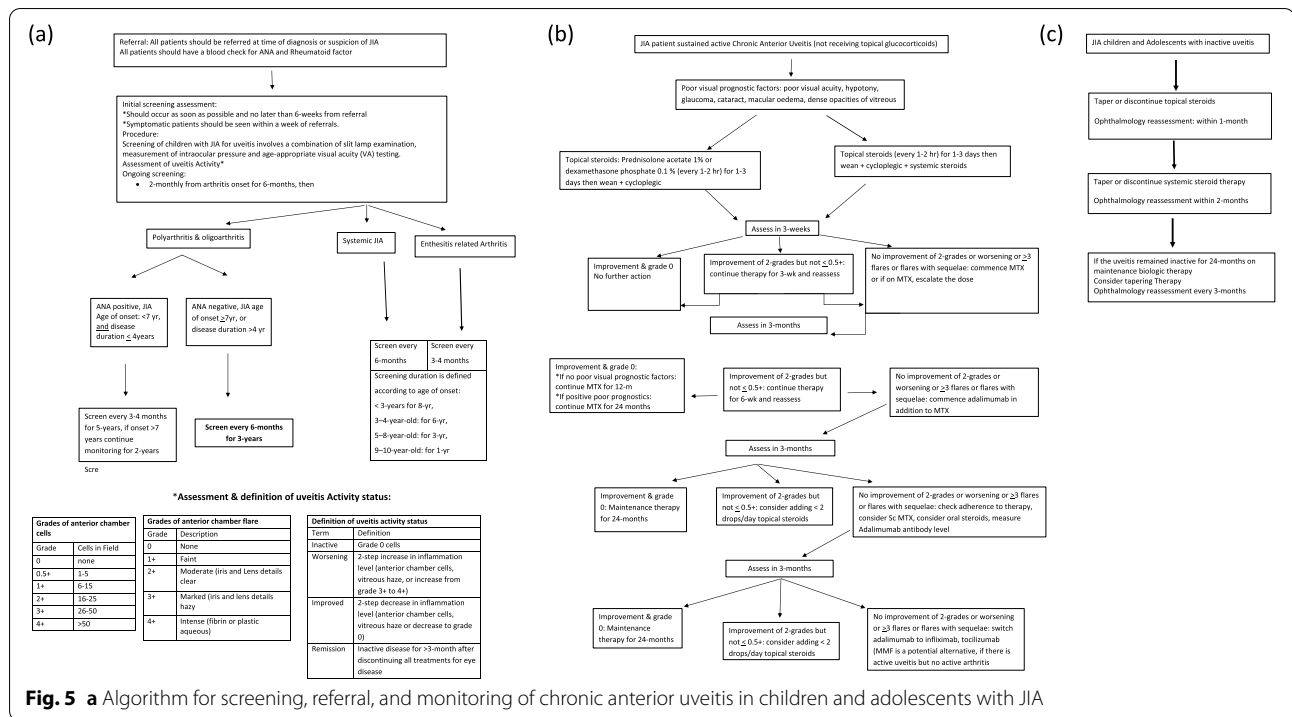 (a)
Referral: All patients should be referred at time of diagnosis or suspicion of JIA
All patients should have a blood check for ANA and Rheumatoid factor
Initial screening assessment:
*Should occur as soon as possible and no later than 6-weeks from referral
*Symptomatic patients should be seen within a week of referrals.
Procedure:
Screening of children with JIA for uveitis involves a combination of slit lamp examination,
measurement of intraocular pressure and age-appropriate visual acuity (VA) testing.
Assessment of uveitis Activity*
Ongoing screening:
• 2-monthly from arthritis onset for 6-months, then
Polyarthritis & oligoarthritis
Systemic JIA
Enthesitis related Arthritis
ANA positive, JIA
Age of onset: <7 yr,
and disease
duration < 4years
ANA negative, JIA age
of onset >7yr, or
disease duration >4 yr
Screen every 3-4 months
for 5-years, if onset >7
years continue
monitoring for 2-years
Scre
Screen every 6-months
for 3-years
Screen every
6-months
Screen every
3-4 months
Screening duration is defined
according to age of onset:
< 3-years for 8-yr,
3–4-year-old: for 6-yr,
5–8-year-old: for 3-yr,
9–10-year-old: for 1-yr
*Assessment & definition of uveitis Activity status:
Grades of anterior chamber
cells
Grade Cells in Field
0 none
0.5+ 1-5
1+ 6-15
2+ 16-25
3+ 26-50
4+ >50
Grades of anterior chamber flare
Grade Description
0 None
1+ Faint
2+ Moderate (iris and Lens details
clear
3+ Marked (iris and lens details
hazy
4+ Intense (fibrin or plastic
aqueous)
Definition of uveitis activity status
Term Definition
Inactive Grade 0 cells
Worsening 2-step increase in inflammation
level (anterior chamber cells,
vitreous haze, or increase from
grade 3+ to 4+)
Improved 2-step decrease in inflammation
level (anterior chamber cells,
vitreous haze or decrease to grade
0)
Remission Inactive disease for >3-month after
discontinuing all treatments for eye
disease
(b)
JIA patient sustained active Chronic Anterior Uveitis (not receiving topical glucocorticoids)
Poor visual prognostic factors: poor visual acuity, hypotony,
glaucoma, cataract, macular oedema, dense opacities of vitreous
Topical steroids: Prednisolone acetate 1% or
dexamethasone phosphate 0.1 % (every 1-2 hr) for 1-3
days then wean + cycloplegic
Topical steroids (every 1-2 hr) for 1-3 days then
wean + cycloplegic + systemic steroids
Assess in 3-weeks
Improvement & grade 0
No further action
Improvement of 2-grades but not < 0.5+:
continue therapy for 3-wk and reassess
No improvement of 2-grades or worsening or >3
flares or flares with sequelae: commence MTX
or if on MTX, escalate the dose
Assess in 3-months
Improvement & grade 0:
*If no poor visual prognostic factors:
continue MTX for 12-m
*If positive poor prognostics:
continue MTX for 24 months
Improvement of 2-grades but
not < 0.5+: continue therapy
for 6-wk and reassess
No improvement of 2-grades or
worsening or >3 flares or flares with
sequelae: commence adalimumab in
addition to MTX
Assess in 3-months
Improvement & grade
0: Maintenance therapy
for 24-months
Improvement of 2-grades but
not < 0.5+: consider adding < 2
drops/day topical steroids
No improvement of 2-grades or worsening or >3 flares
or flares with sequelae: check adherence to therapy,
consider Sc MTX, consider oral steroids, measure
Adalimumab antibody level
Assess in 3-months
Improvement & grade
0: Maintenance
therapy for 24-months
Improvement of 2-grades but
not < 0.5+: consider adding < 2
drops/day topical steroids
No improvement of 2-grades or worsening
or >3 flares or flares with sequelae: switch
adalimumab to infliximab, tocilizumab
(MMF is a potential alternative, if there is
active uveitis but no active arthritis
(c)
JIA children and Adolescents with inactive uveitis
Taper or discontinue topical steroids
Ophthalmology reassessment: within 1-month
Taper or discontinue systemic steroid therapy
Ophthalmology reassessment within 2-months
If the uveitis remained inactive for 24-months on
maintenance biologic therapy
Consider tapering Therapy
Ophthalmology reassessment every 3-months
Fig. 5 a Algorithm for screening, referral, and monitoring of chronic anterior uveitis in children and adolescents with JIA